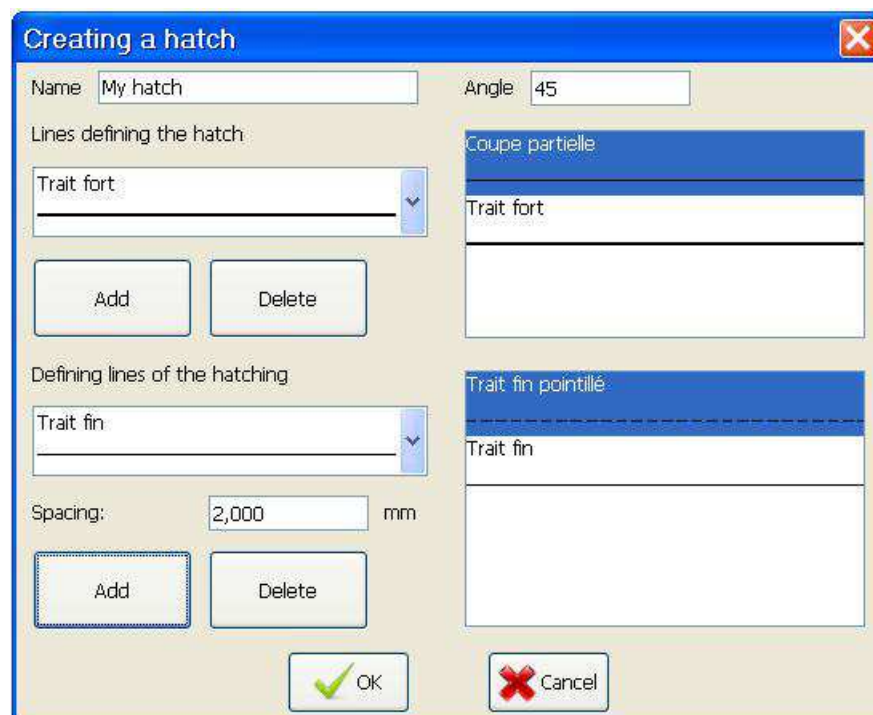 Creating a hatch
Name My hatch
Angle 45
Lines defining the hatch
Trait fort
Coupe partielle
Trait fort
Add Delete
Defining lines of the hatching
Trait fin
Trait fin pointillé
Trait fin
Spacing: 2,000 mm
Add Delete
OK Cancel